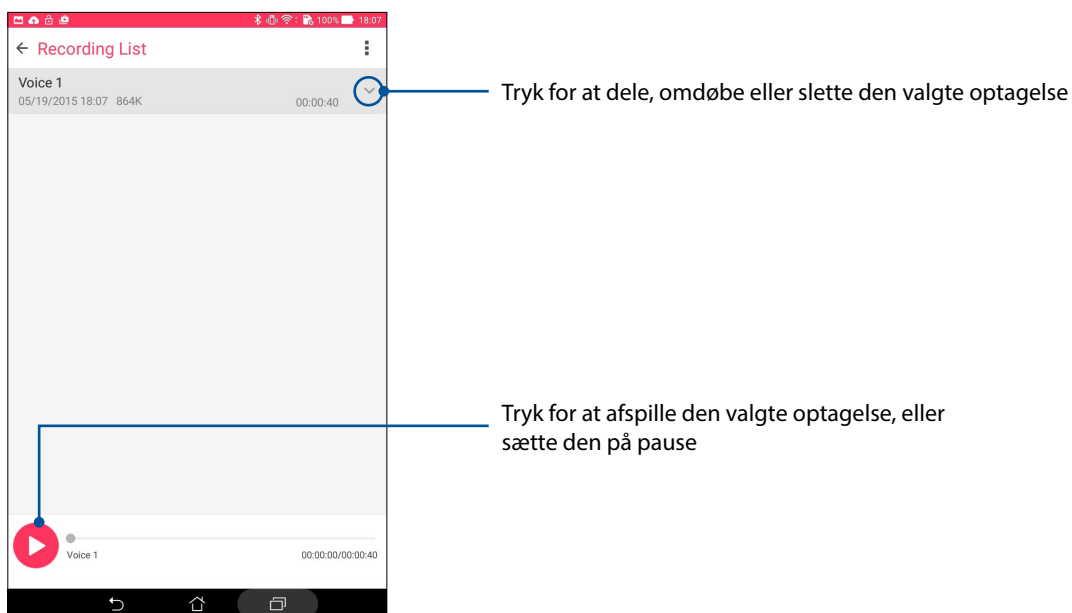 100% 18:07
Recording List
Voice 1
05/19/2015 18:07 864K 00:00:40
Tryk for at dele, omdøbe eller slette den valgte optagelse
Tryk for at afspille den valgte optagelse, eller
sætte den på pause
Voice 1 00:00:00/00:00:40